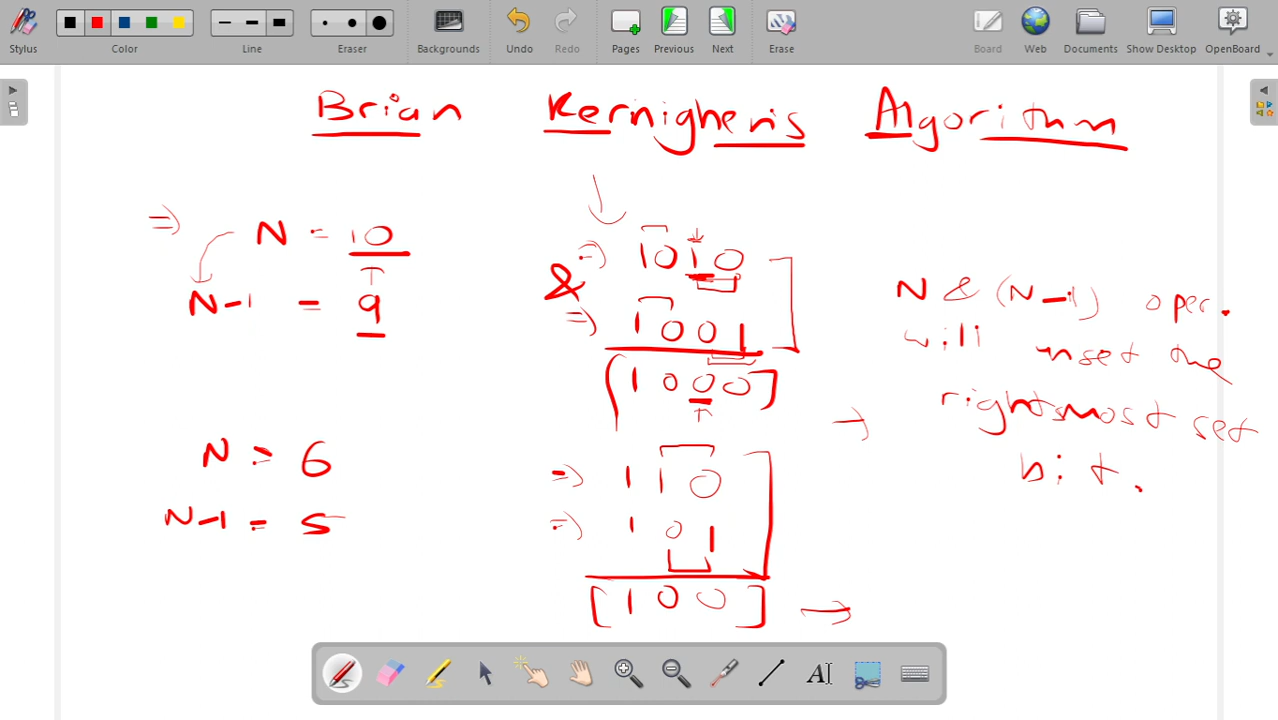 Stylus Color Line Eraser Backgrounds Undo Redo Pages Previous Next Erase Board Web Documents Show Desktop OpenBoard
Brian Kernighen's Algorithm
=) N = 10
N-1 = 9
=) 1010
& =) 1001
[1000]
N & (N-1) oper.
will unset the
rightsmost set
bit.
N = 6
N-1 = 5
=) 110
=) 101
[100]